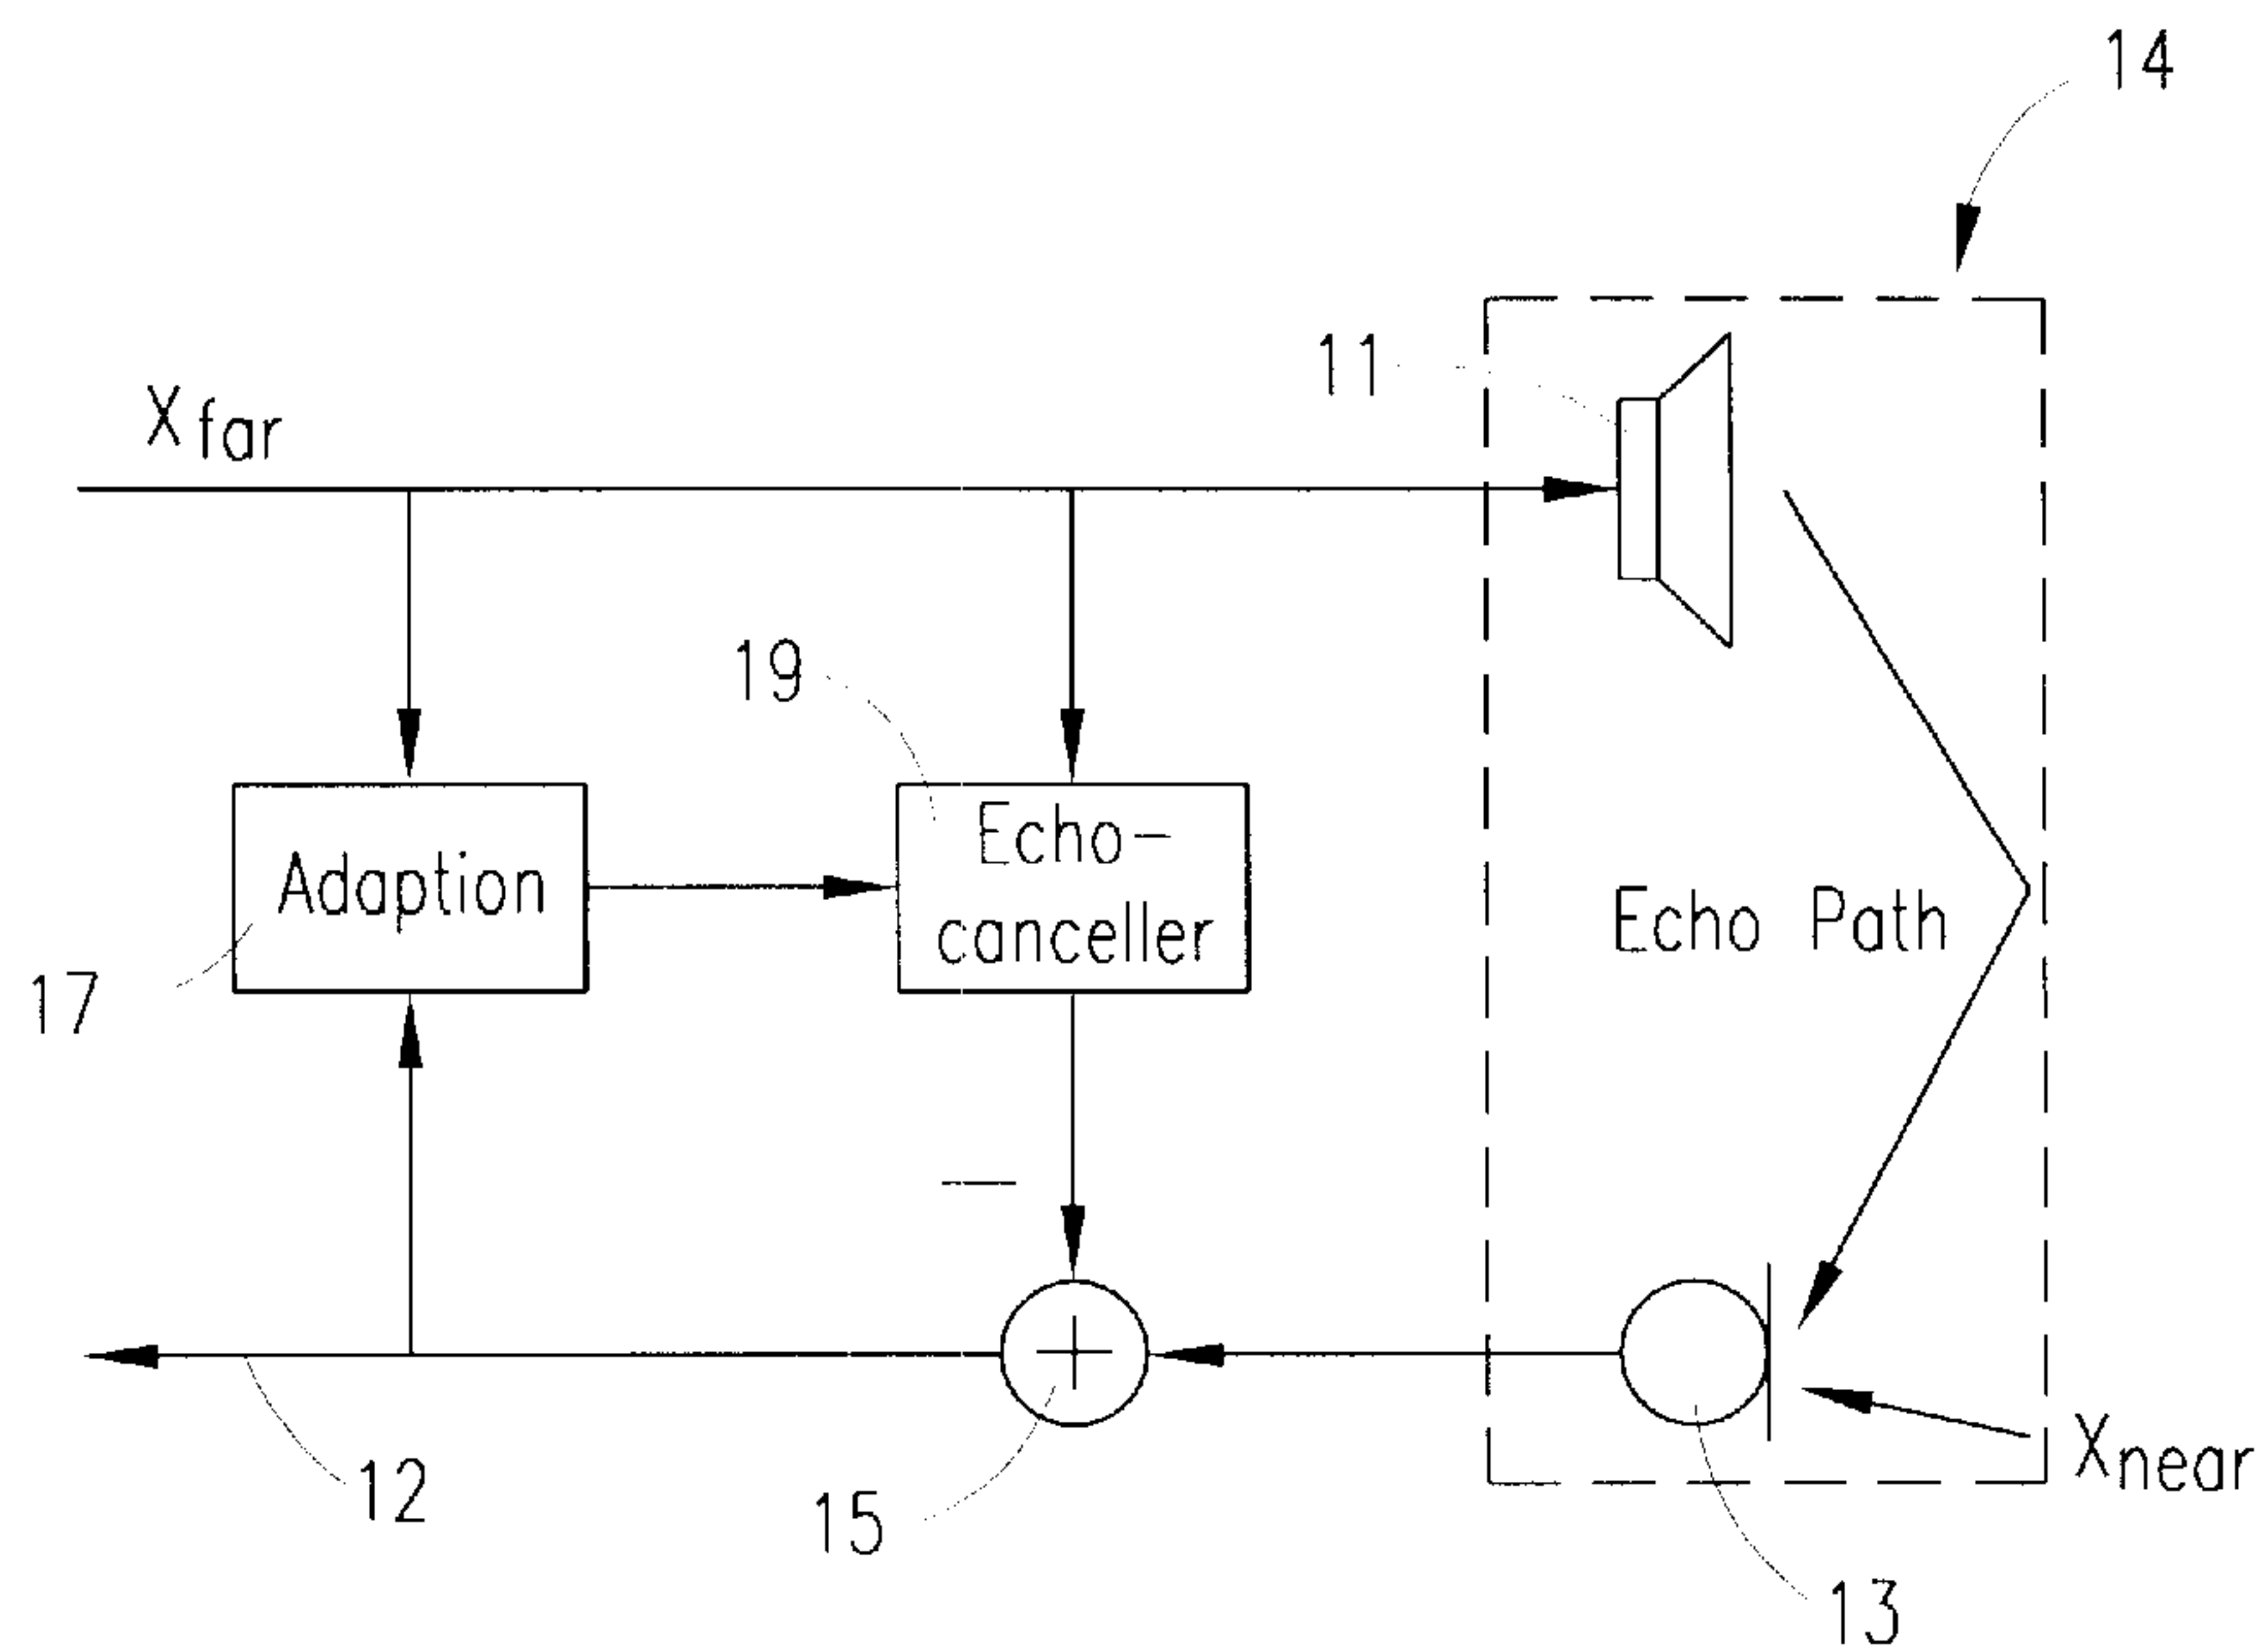 14
11
Xfar
19
Echo-
canceller
Adaption
Echo Path
17
12
15
Xnear
13